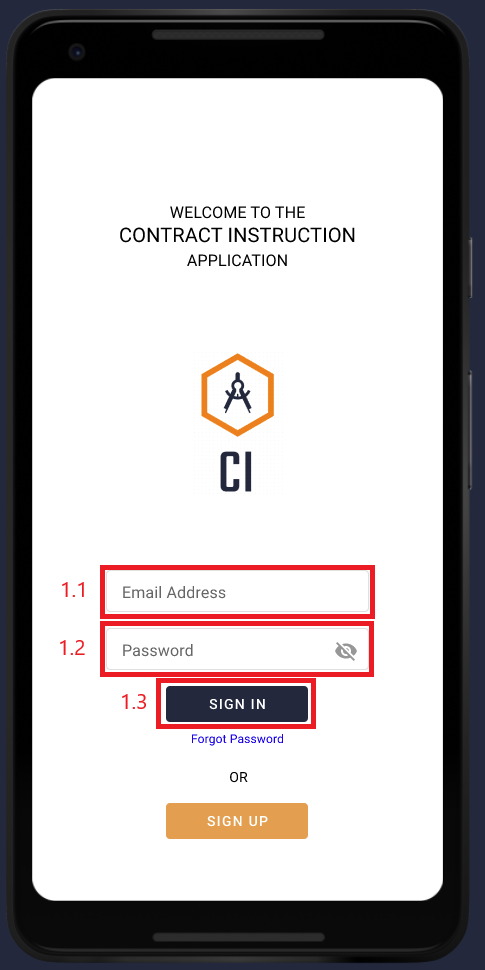 WELCOME TO THE
CONTRACT INSTRUCTION
APPLICATION
CI
1.1 Email Address
1.2 Password
1.3 SIGN IN
Forgot Password
OR
SIGN UP